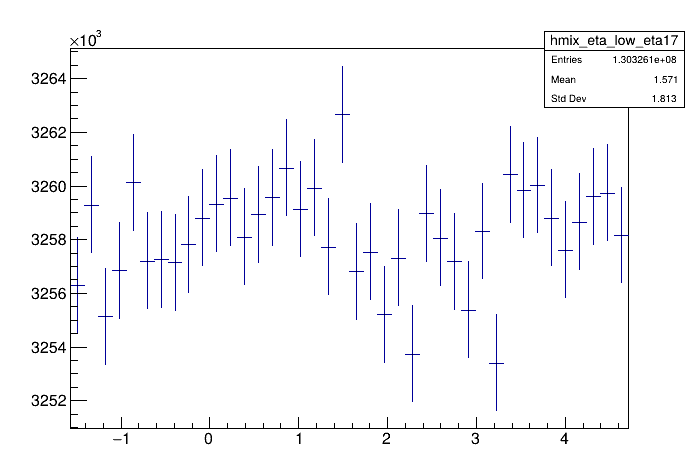 ×10³
hmix_eta_low_eta17
Entries 1.303261e+08
Mean 1.571
Std Dev 1.813
3264
3262
3260
3258
3256
3254
3252
−1 0 1 2 3 4